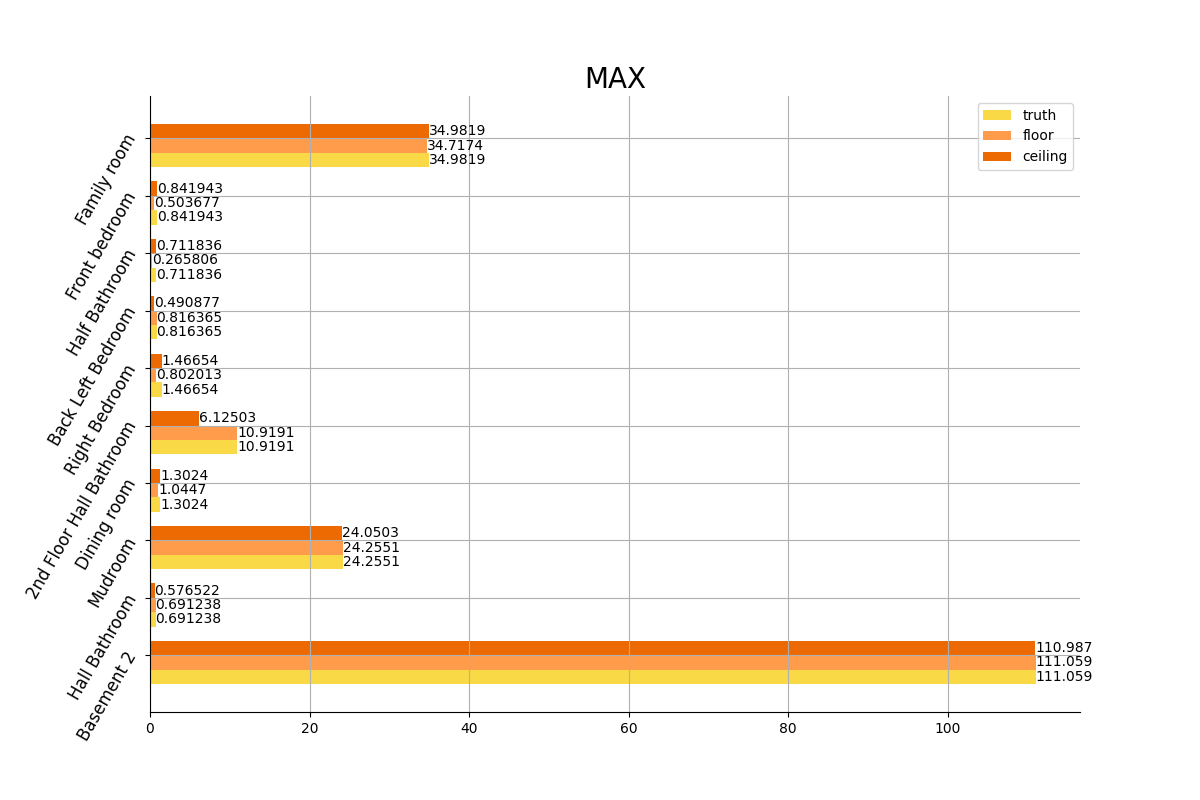 MAX
truth
floor
ceiling
Family room
34.9819
34.7174
34.9819
Front bedroom
0.841943
0.503677
0.841943
Half Bathroom
0.711836
0.265806
0.711836
Back Left Bedroom
0.490877
0.816365
0.816365
Right Bedroom
1.46654
0.802013
1.46654
2nd Floor Hall Bathroom
6.12503
10.9191
10.9191
Dining room
1.3024
1.0447
1.3024
Mudroom
24.0503
24.2551
24.2551
Hall Bathroom
0.576522
0.691238
0.691238
Basement 2
110.987
111.059
111.059
0 20 40 60 80 100